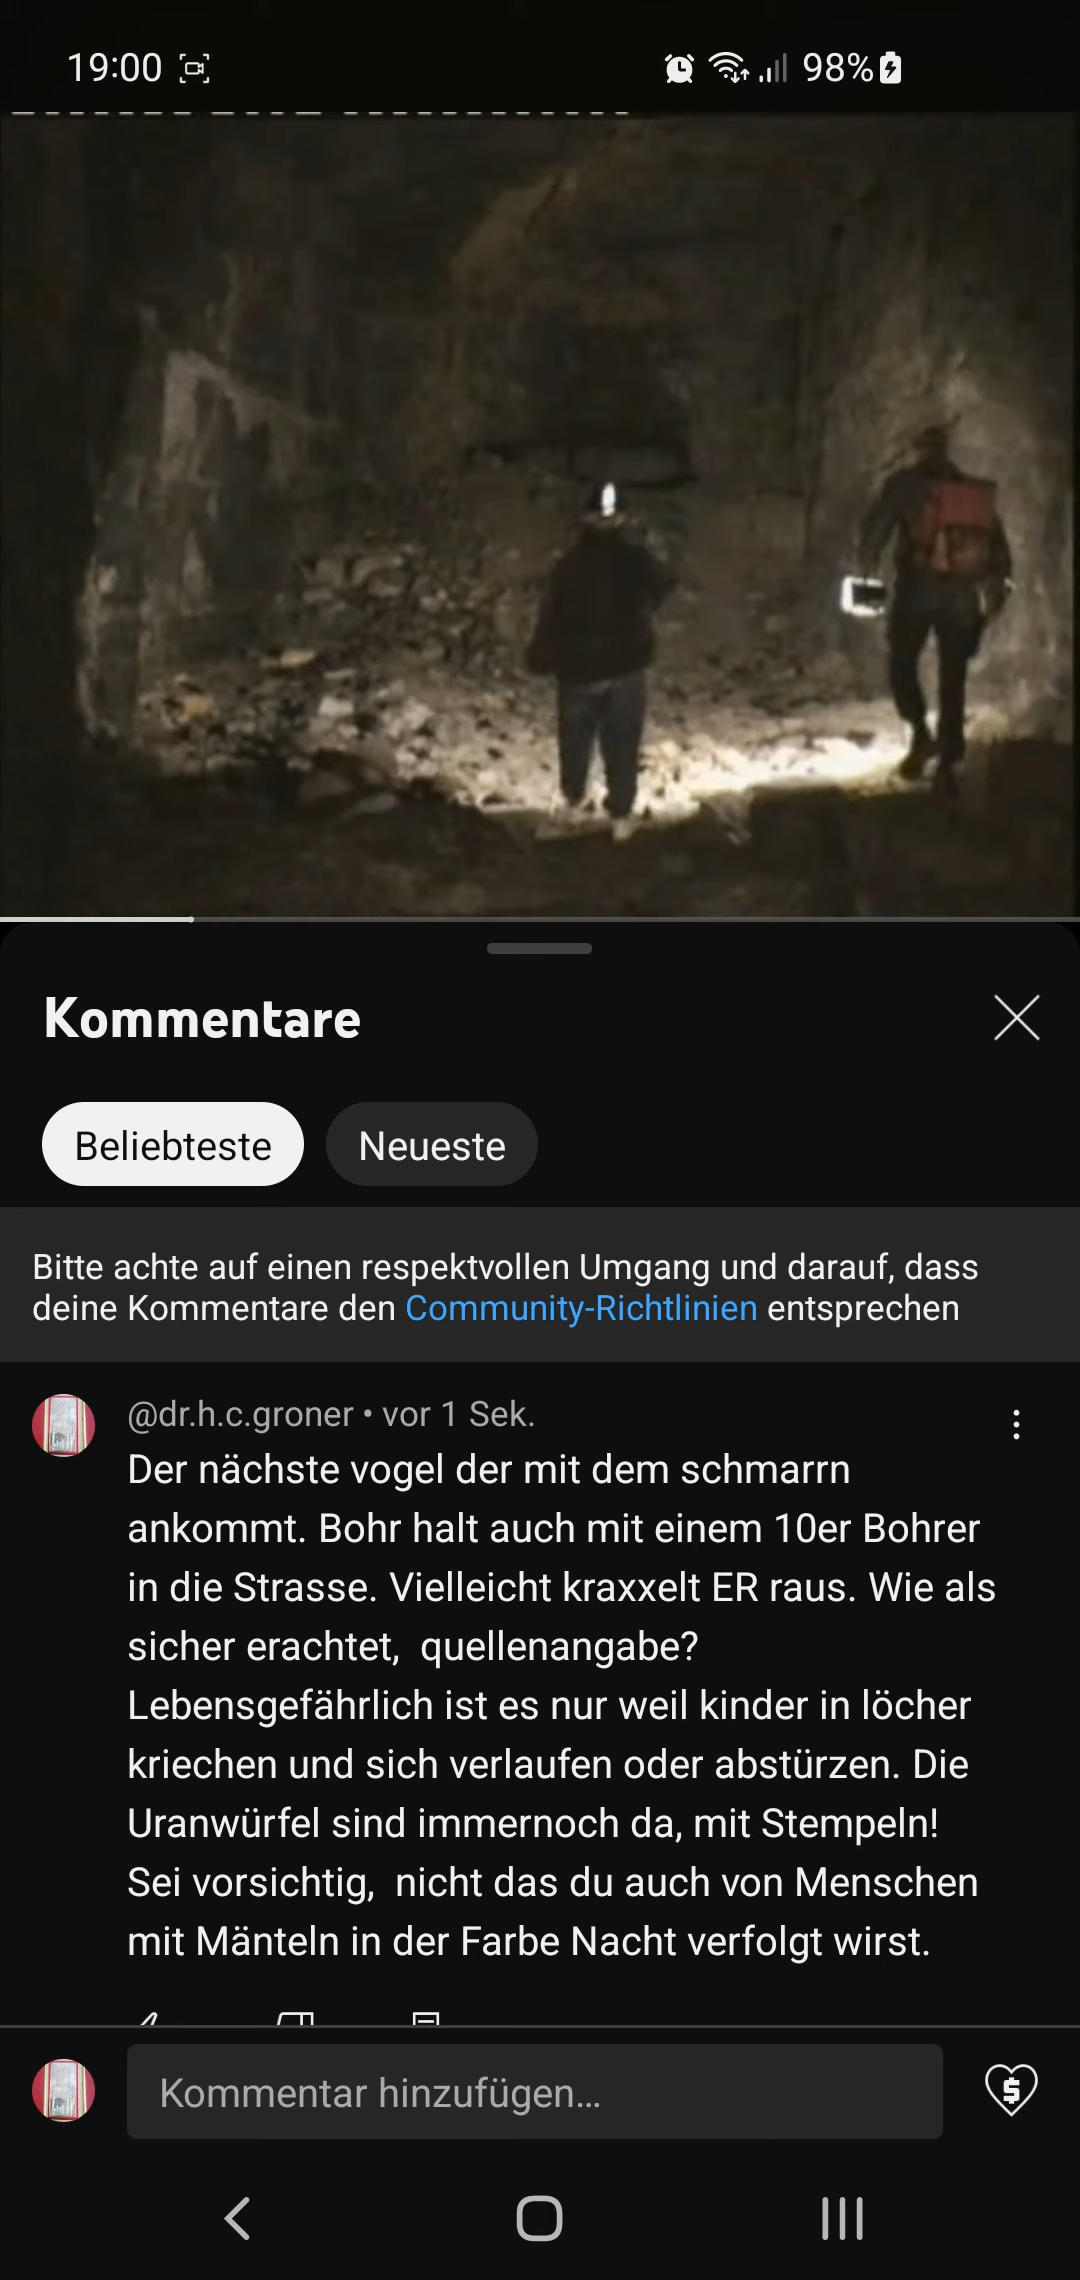 19:00 98%
Kommentare
Beliebteste Neueste
Bitte achte auf einen respektvollen Umgang und darauf, dass
deine Kommentare den Community-Richtlinien entsprechen
@dr.h.c.groner • vor 1 Sek.
Der nächste vogel der mit dem schmarrn
ankommt. Bohr halt auch mit einem 10er Bohrer
in die Strasse. Vielleicht kraxxelt ER raus. Wie als
sicher erachtet,  quellenangabe?
Lebensgefährlich ist es nur weil kinder in löcher
kriechen und sich verlaufen oder abstürzen. Die
Uranwürfel sind immernoch da, mit Stempeln!
Sei vorsichtig,  nicht das du auch von Menschen
mit Mänteln in der Farbe Nacht verfolgt wirst.
Kommentar hinzufügen...